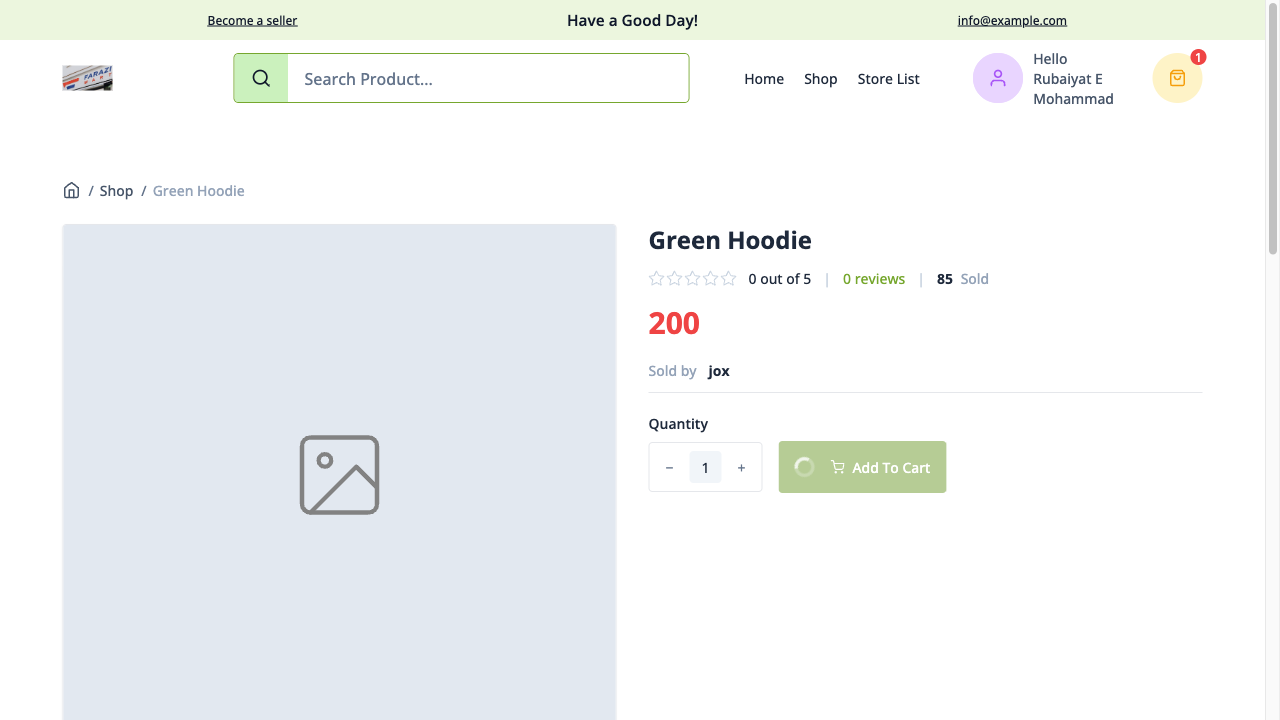 Become a seller
Have a Good Day!
info@example.com
FARAZI
Search Product...
Home
Shop
Store List
Hello
Rubaiyat E
Mohammad
1
/ Shop / Green Hoodie
Green Hoodie
0 out of 5 | 0 reviews | 85 Sold
200
Sold by jox
Quantity
− 1 +
Add To Cart